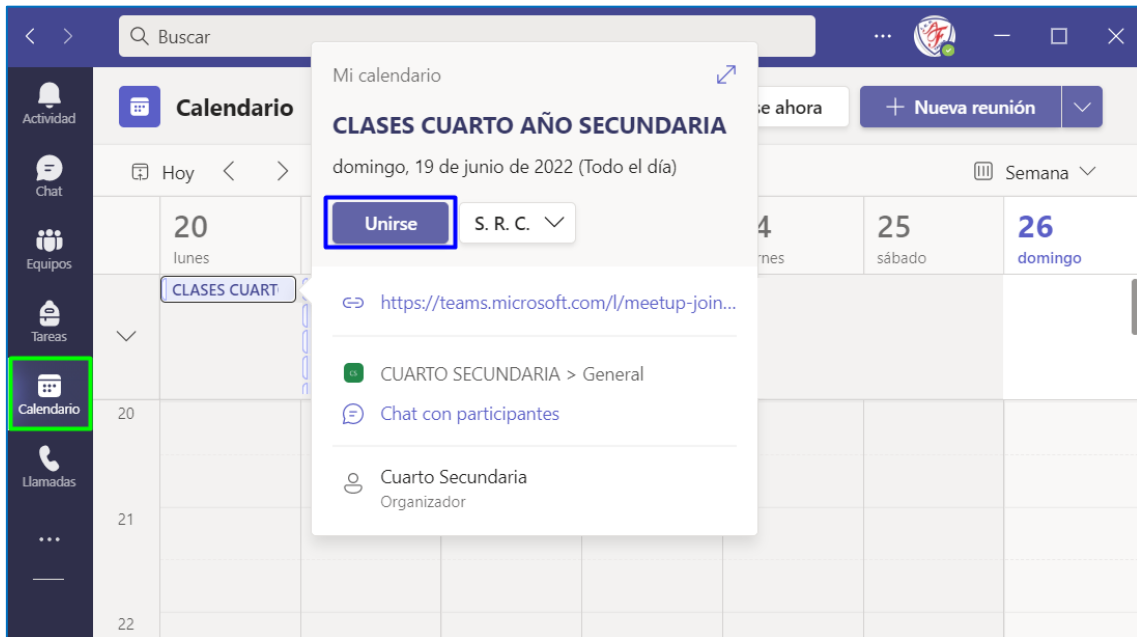 Buscar
Actividad
Chat
Equipos
Tareas
Calendario
Llamadas
Calendario
se ahora
+ Nueva reunión
Hoy
Semana
20
lunes
4
rnes
25
sábado
26
domingo
CLASES CUART
20
21
22
Mi calendario
CLASES CUARTO AÑO SECUNDARIA
domingo, 19 de junio de 2022 (Todo el día)
Unirse
S. R. C.
https://teams.microsoft.com/l/meetup-join...
CUARTO SECUNDARIA > General
Chat con participantes
Cuarto Secundaria
Organizador